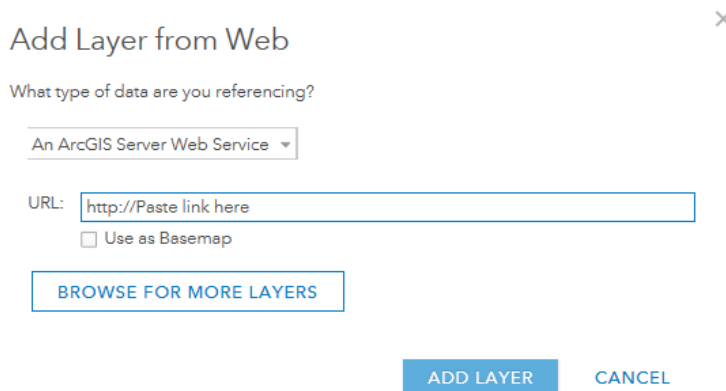 Add Layer from Web
What type of data are you referencing?
An ArcGIS Server Web Service
URL: http://Paste link here
Use as Basemap
BROWSE FOR MORE LAYERS
ADD LAYER CANCEL